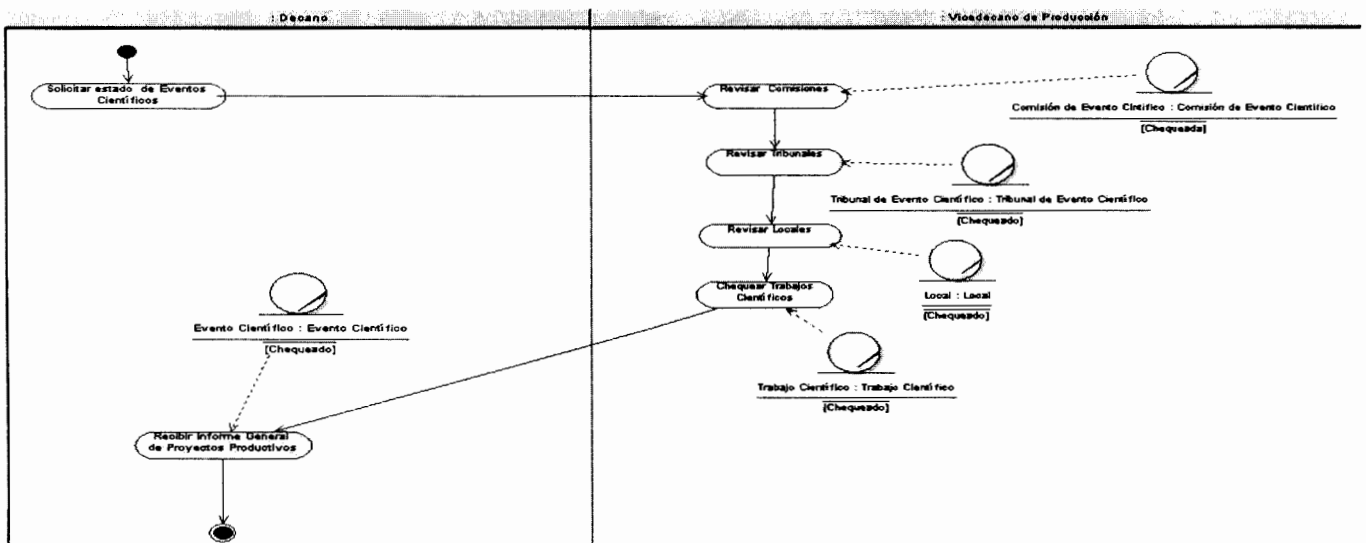 : Decano
: Vicedecano de Producción
Solicitar estado de Eventos
Científicos
Revisar Comisiones
Comisión de Evento Cintifico : Comisión de Evento Cientifico
[Chequeada]
Revisar Tribunales
Tribunal de Evento Científico : Tribunal de Evento Científico
[Chequeado]
Revisar Locales
Local : Local
[Chequeado]
Chequear Trabajos
Científicos
Evento Científico : Evento Científico
[Chequeado]
Trabajo Científico : Trabajo Científico
[Chequeado]
Recibir Informe General
de Proyectos Productivos